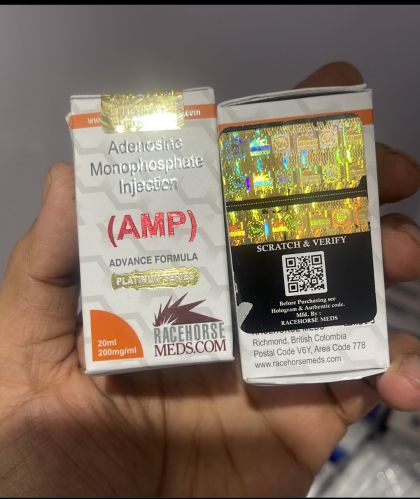 Adenosine
Monophosphate
Injection
(AMP)
ADVANCE FORMULA
PLATINUM SERIES
20ml
200mg/ml
RACEHORSE
MEDS.COM
SCRATCH & VERIFY
Before Purchasing see
Hologram & Authentic code.
Mfd. By :
RACEHORSE MEDS
Richmond, British Colombia
Postal Code V6Y, Area Code 778
www.racehorsemeds.com